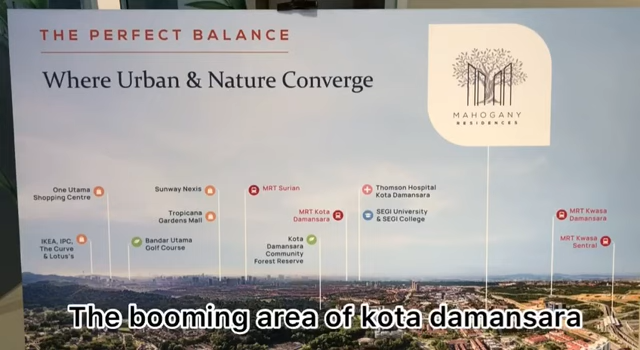 THE PERFECT BALANCE
Where Urban & Nature Converge
MAHOGANY
RESIDENCES
One Utama
Shopping Centre
Sunway Nexis
MRT Surian
Thomson Hospital
Kota Damansara
Tropicana
Gardens Mall
MRT Kota
Damansara
SEGI University
& SEGI College
MRT Kwasa
Damansara
IKEA, IPC,
The Curve
& Lotus's
Bandar Utama
Golf Course
Kota
Damansara
Community
Forest Reserve
MRT Kwasa
Sentral
The booming area of kota damansara